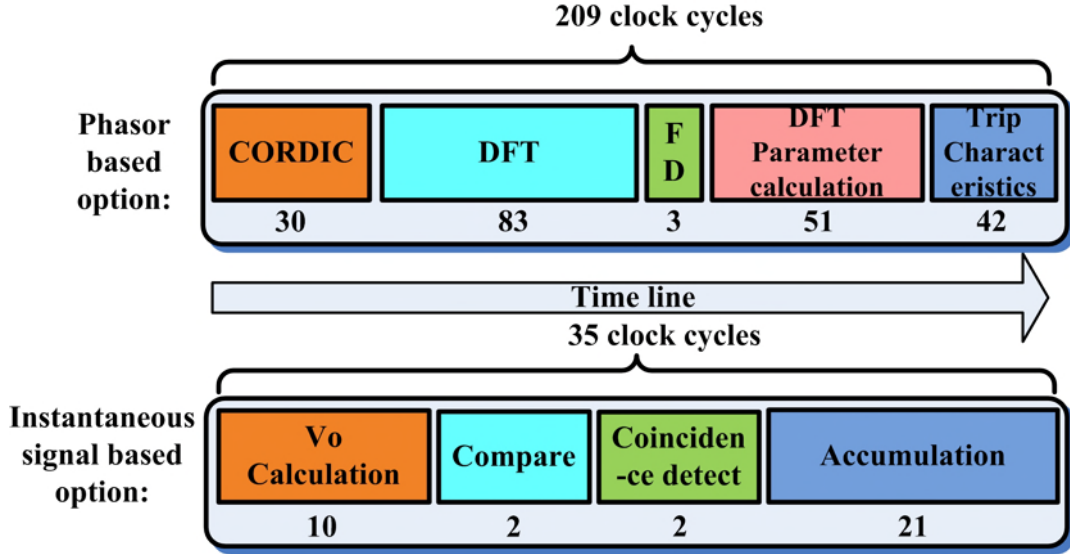 209 clock cycles
Phasor
based
option:
CORDIC
DFT
F
D
DFT
Parameter
calculation
Trip
Charact
eristics
30
83
3
51
42
Time line
35 clock cycles
Instantaneous
signal based
option:
Vo
Calculation
Compare
Coinciden
-ce detect
Accumulation
10
2
2
21